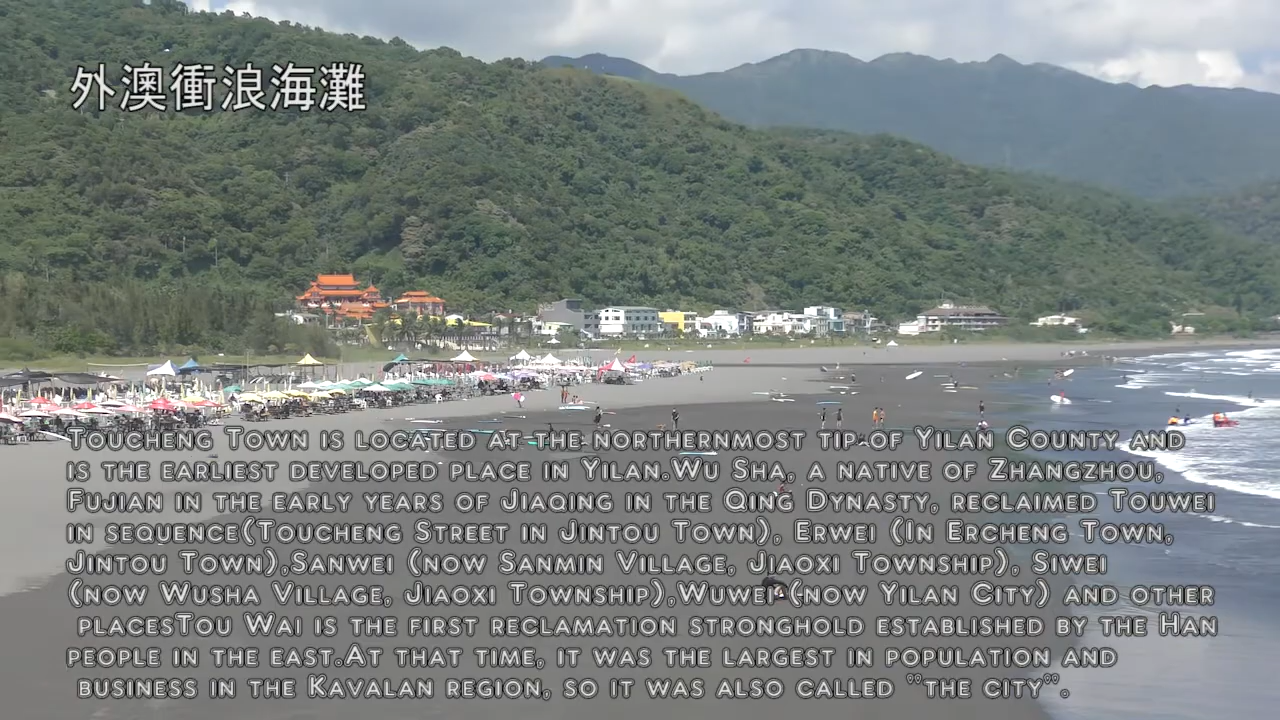 外澳衝浪海灘
Toucheng Town is located at the northernmost tip of Yilan County and
is the earliest developed place in Yilan.Wu Sha, a native of Zhangzhou,
Fujian in the early years of Jiaqing in the Qing Dynasty, reclaimed Touwei
in sequence(Toucheng Street in Jintou Town), Erwei (In Ercheng Town,
Jintou Town),Sanwei (now Sanmin Village, Jiaoxi Township), Siwei
(now Wusha Village, Jiaoxi Township),Wuwei (now Yilan City) and other
placesTou Wai is the first reclamation stronghold established by the Han
people in the east.At that time, it was the largest in population and
business in the Kavalan region, so it was also called "the city".